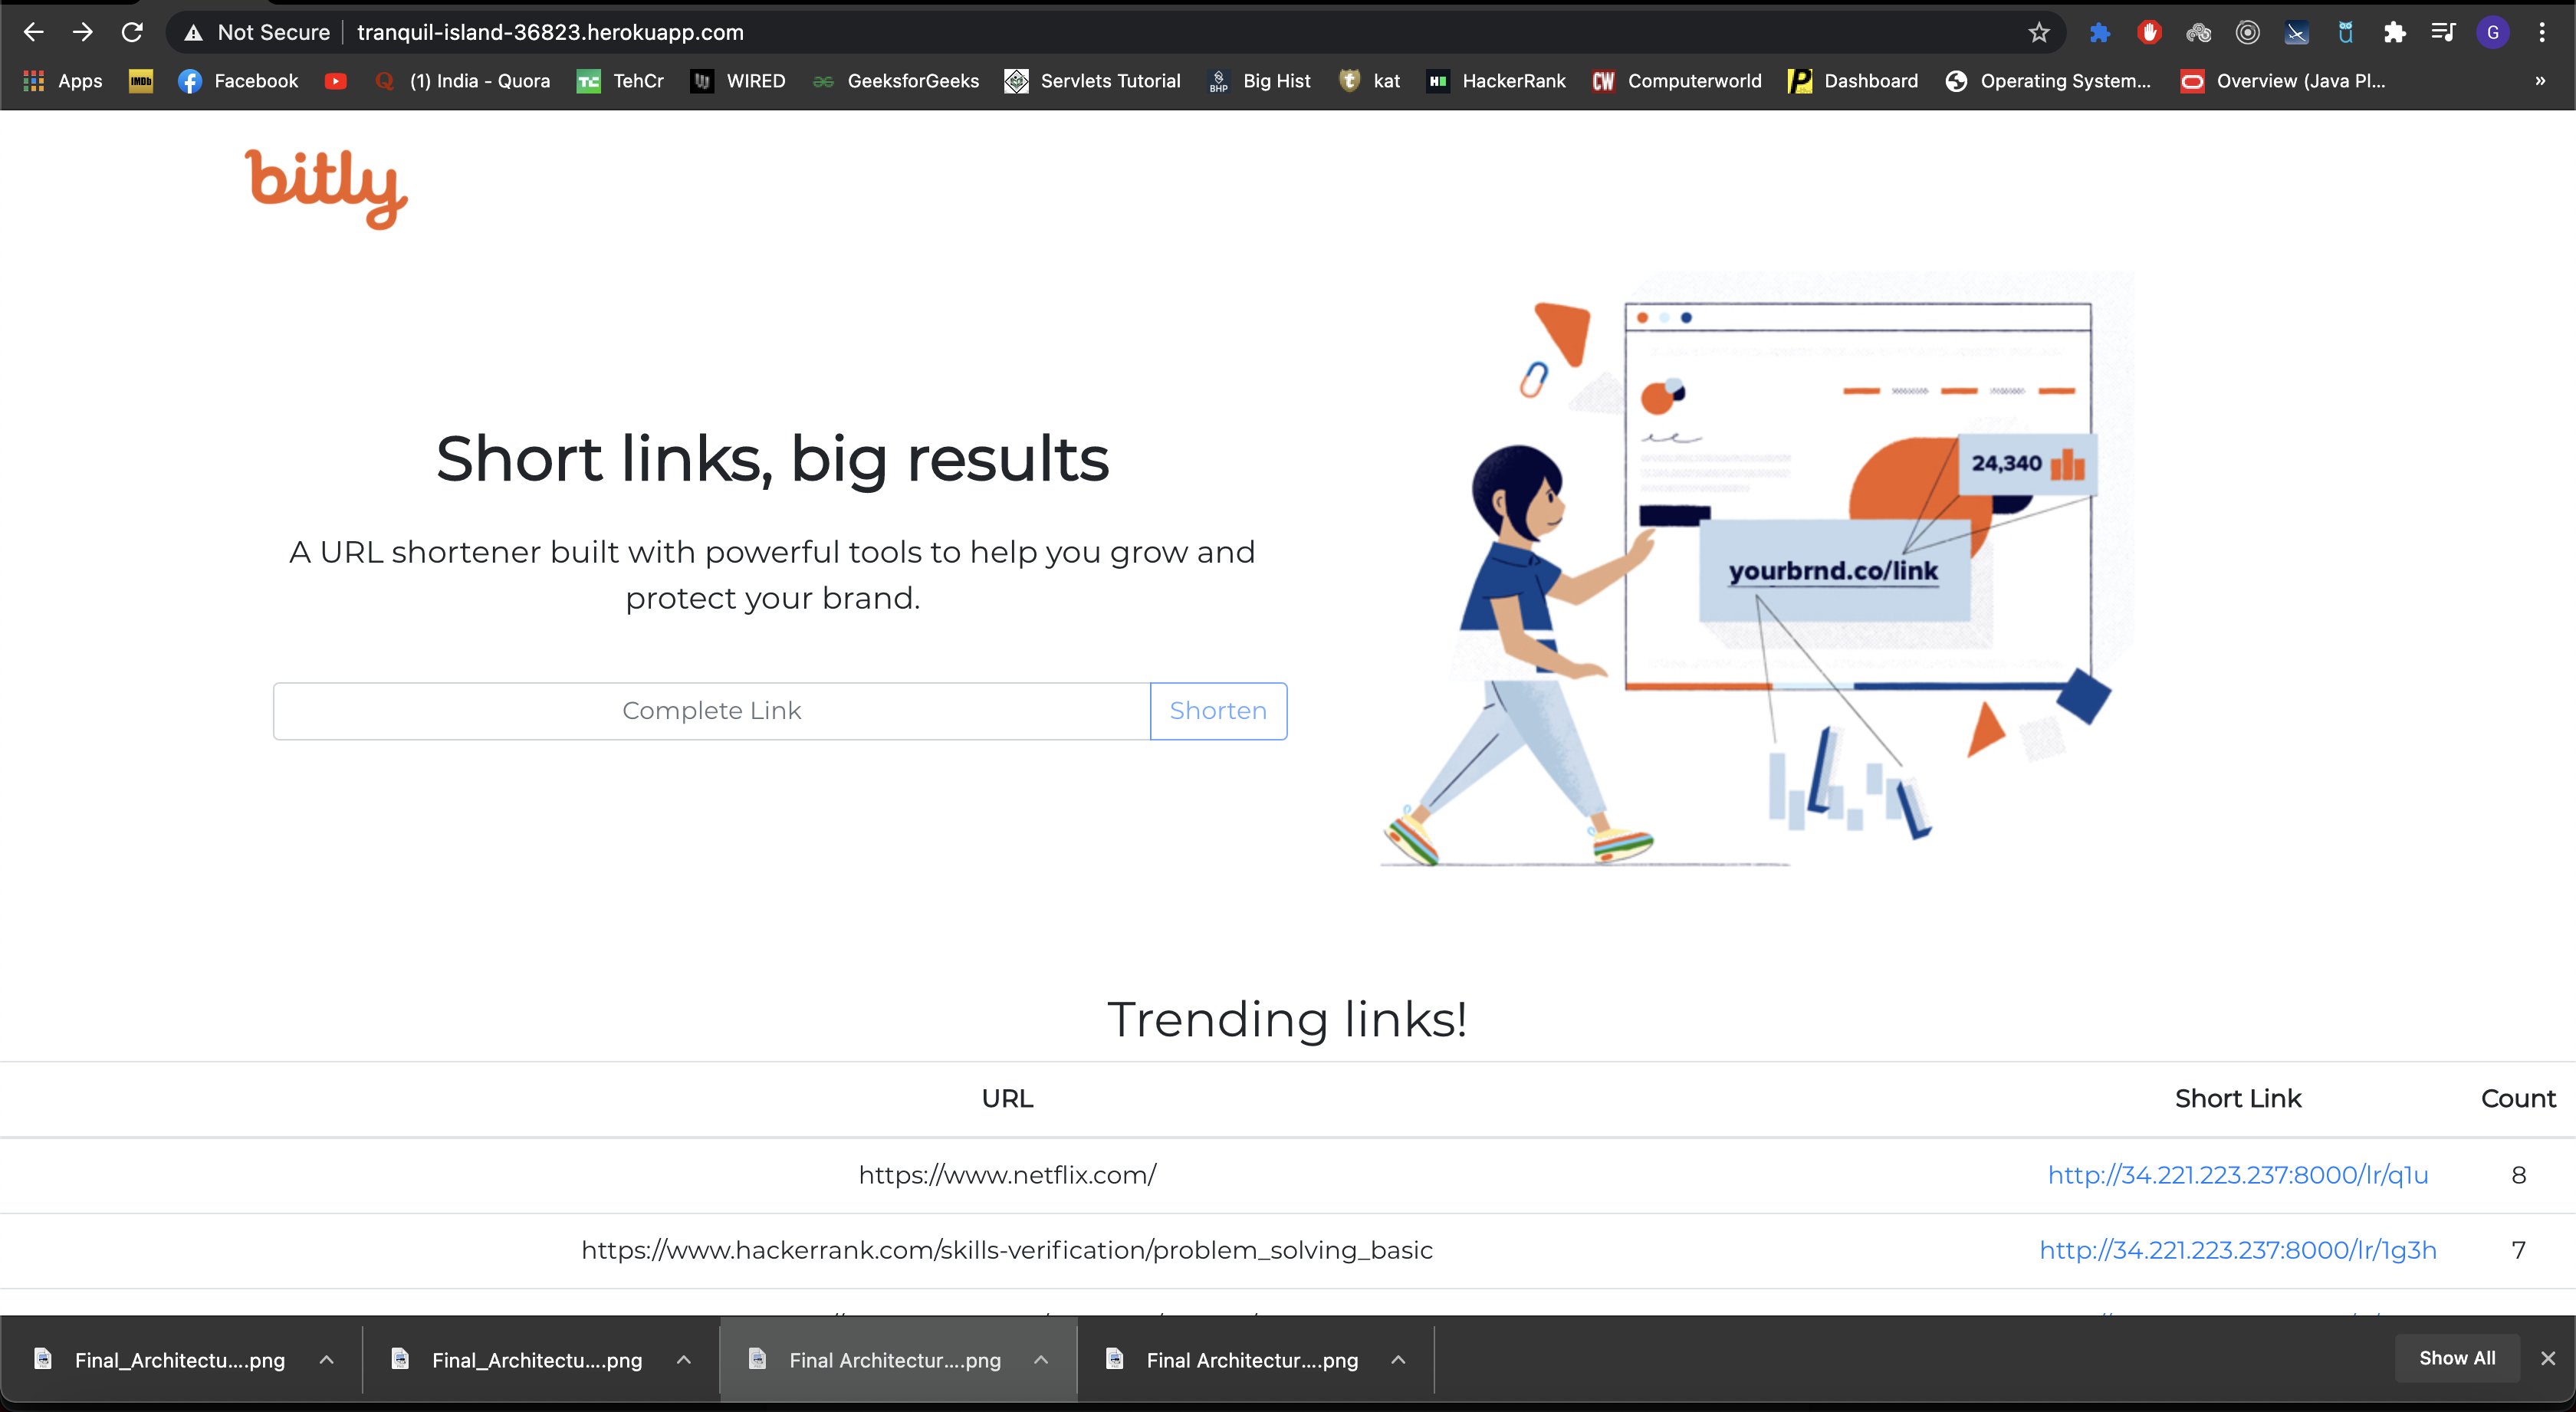 Not Secure tranquil-island-36823.herokuapp.com G
Apps IMDb Facebook (1) India - Quora TC TehCr WIRED GeeksforGeeks Servlets Tutorial BHP Big Hist t kat H Hackerrank CW Computerworld P Dashboard Operating System... Overview (Java Pl... »
bitly
24,340
Short links, big results
A URL shortener built with powerful tools to help you grow and
protect your brand.
yourbrnd.co/link
Complete Link Shorten
Trending links!
URL Short Link Count
https://www.netflix.com/ http://34.221.223.237:8000/lr/q1u 8
https://www.hackerrank.com/skills-verification/problem_solving_basic http://34.221.223.237:8000/lr/1g3h 7
Final_Architectu....png Final_Architectu....png Final Architectur....png Final Architectur....png Show All